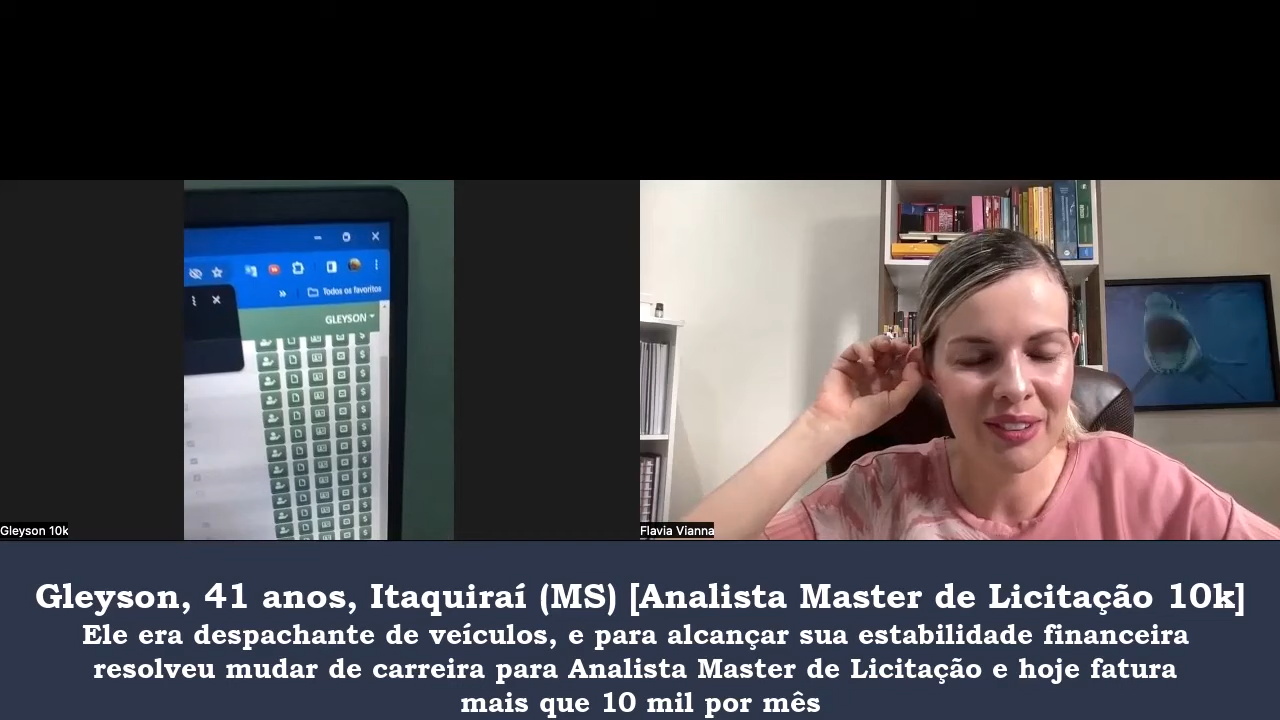 Todos os favoritos
GLEYSON
Gleyson 10k
Flavia Vianna
Gleyson, 41 anos, Itaquiraí (MS) [Analista Master de Licitação 10k]
Ele era despachante de veículos, e para alcançar sua estabilidade financeira
resolveu mudar de carreira para Analista Master de Licitação e hoje fatura
mais que 10 mil por mês